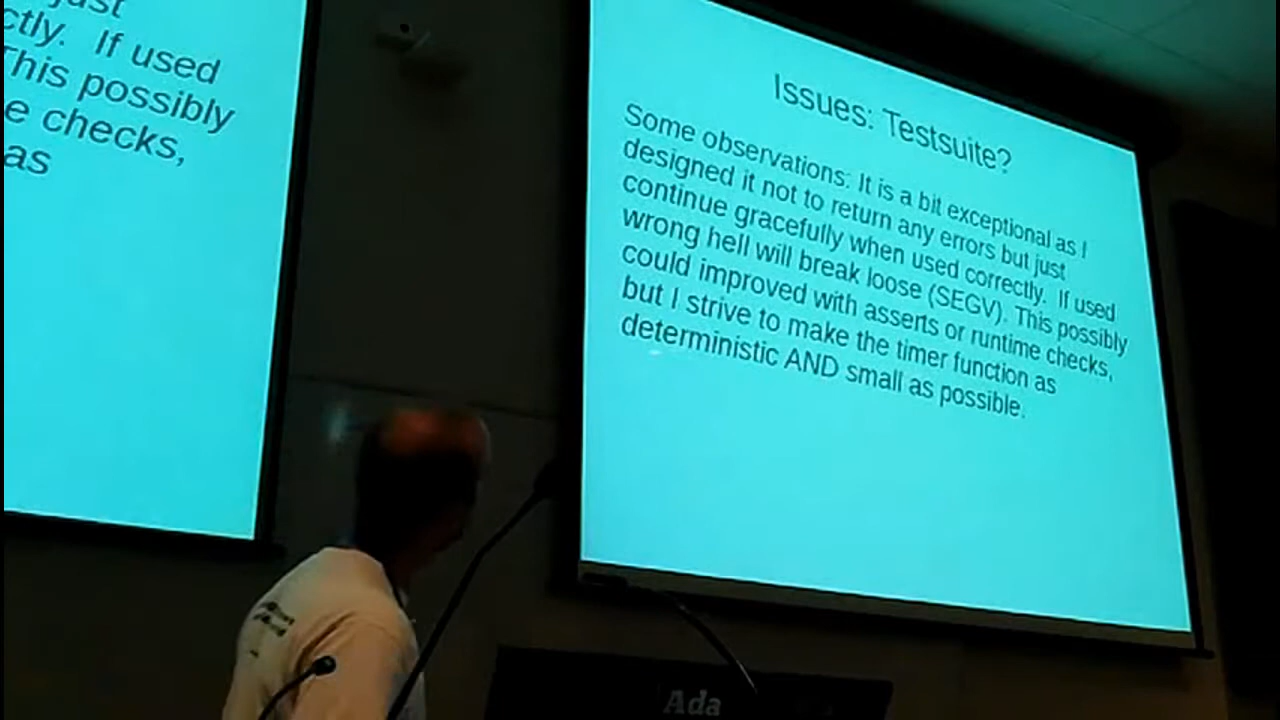 just
ctly. If used
This possibly
e checks,
as
Issues: Testsuite?
Some observations: It is a bit exceptional as I
designed it not to return any errors but just
continue gracefully when used correctly. If used
wrong hell will break loose (SEGV). This possibly
could improved with asserts or runtime checks,
but I strive to make the timer function as
deterministic AND small as possible.
Ada